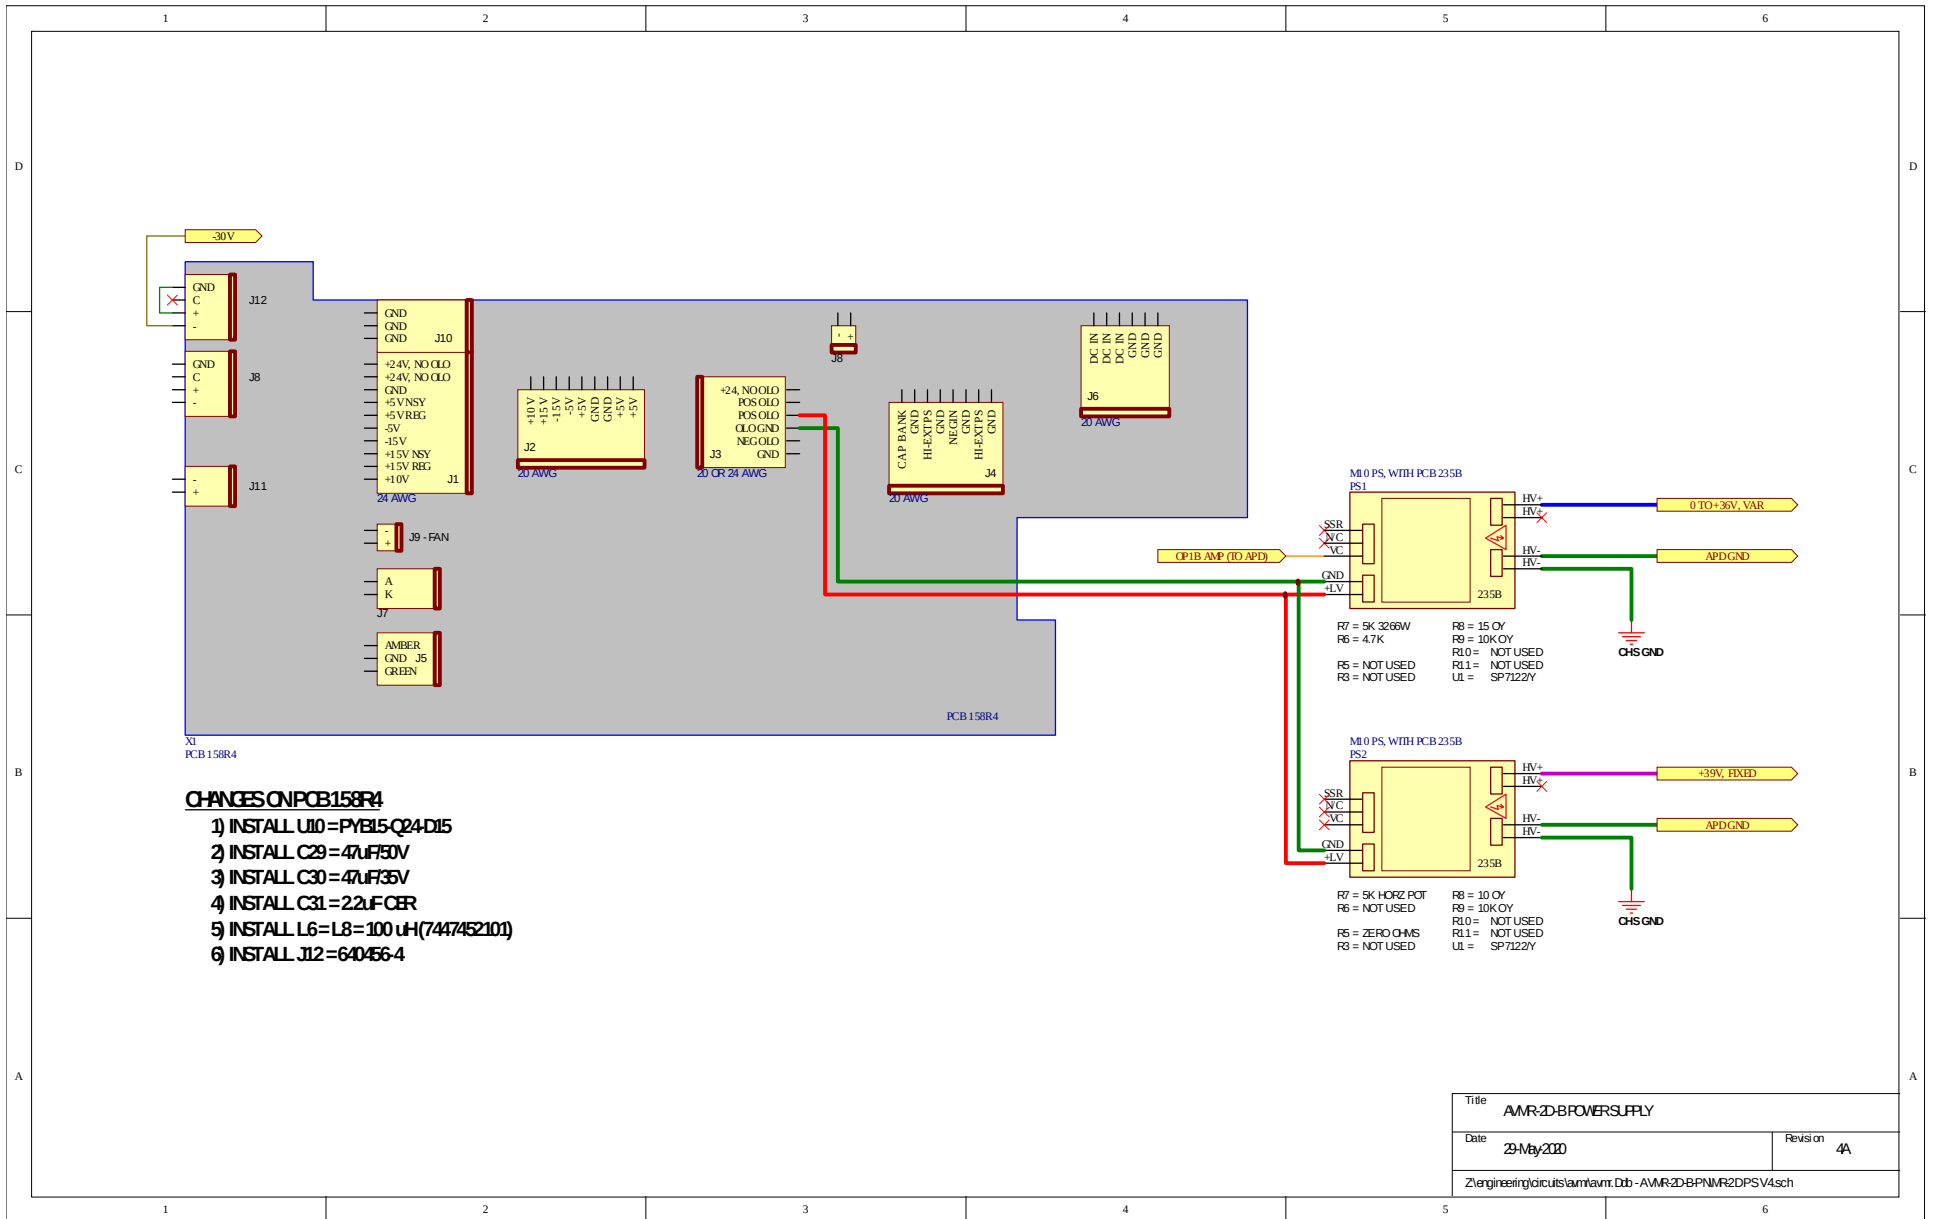 1 2 3 4 5 6
D D
-30V
GND
C
+
-
J12
GND
C
+
-
J8
-
+
J11
GND
GND
GND
J10
+24V, NO OLO
+24V, NO OLO
GND
+5V NSY
+5V REG
-5V
-15V
+15V NSY
+15V REG
+10V
J1
24 AWG
-
+
J9 - FAN
A
K
J7
AMBER
GND
GREEN
J5
+10V
+15V
-15V
-5V
+5V
GND
GND
+5V
+5V
J2
20 AWG
+24, NO OLO
POS OLO
POS OLO
OLO GND
NEG OLO
GND
J3
20 OR 24 AWG
- +
J8
CAP BANK
GND
HI-EXT PS
GND
NEG IN
GND
HI-EXT PS
GND
J4
20 AWG
DC IN
DC IN
DC IN
GND
GND
GND
J6
20 AWG
C C
PCB 158R4
X1
PCB 158R4
M10 PS, WITH PCB 235B
PS1
SSR
N/C
VC
GND
+LV
HV+
HV+
HV-
HV-
235B
OP1B AMP (TO APD)
0 TO +36V, VAR
APD GND
CHS GND
R7 = 5K 3266W
R6 = 4.7K
R5 = NOT USED
R3 = NOT USED
R8 = 15 OY
R9 = 10K OY
R10 = NOT USED
R11 = NOT USED
U1 = SP7122/Y
M10 PS, WITH PCB 235B
PS2
SSR
N/C
VC
GND
+LV
HV+
HV+
HV-
HV-
235B
+39V, FIXED
APD GND
CHS GND
R7 = 5K HORZ POT
R6 = NOT USED
R5 = ZERO OHMS
R3 = NOT USED
R8 = 10 OY
R9 = 10K OY
R10 = NOT USED
R11 = NOT USED
U1 = SP7122/Y
B B
CHANGES ON PCB 158R4
1) INSTALL U10 = PYB15-Q24-D15
2) INSTALL C29 = 47uF/50V
3) INSTALL C30 = 47uF/35V
4) INSTALL C31 = 2.2uF CER
5) INSTALL L6 = L8 = 100 uH (7447452101)
6) INSTALL J12 = 640456-4
A A
Title
AVMR-2D-B POWER SUPPLY
Date
29-May-2020
Revision
4A
Z:\engineering\circuits\avmr\avmr.Ddb - AVMR-2D-B-PN\MR2DPSV4.sch
1 2 3 4 5 6